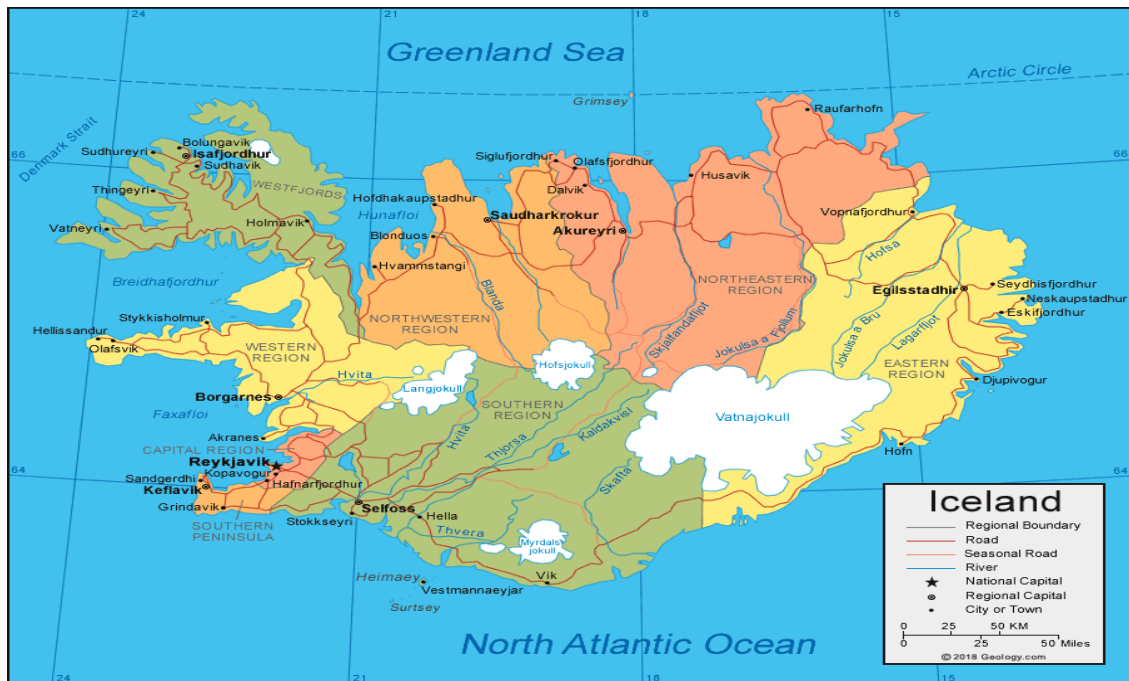 24
21
18
15
Greenland Sea
Arctic Circle
Grimsey
Raufarhofn
Denmark Strait
66
66
Bolungavik
Sudhureyri
Isafjordhur
Sudhavik
Siglufjordhur
Olafsfjordhur
Husavik
Thingeyri
WESTFJORDS
Dalvik
Hofdhakaupstadhur
Hunafloi
Saudharkrokur
Vopnafjordhur
Vatneyri
Holmavik
Blonduos
Akureyri
Hofsa
Hvammstangi
Breidhafjordhur
NORTHEASTERN
REGION
Egilsstadhir
Seydhisfjordhur
Neskaupstadhur
Eskifjordhur
Blanda
Stykkisholmur
NORTHWESTERN
REGION
Skjalfandafljot
Jokulsa a Fjollum
Jokulsa a Bru
Lagarfljot
Hellissandur
Olafsvik
WESTERN
REGION
Hvita
Langjokull
Hofsjokull
EASTERN
REGION
Djupivogur
Borgarnes
SOUTHERN
REGION
Vatnajokull
Faxafloi
Hvita
Thjorsa
Kaldakvisl
Akranes
CAPITAL REGION
Hofn
Reykjavik
64
64
Kopavogur
Sandgerdhi
Hafnarfjordhur
Keflavik
Skalta
Grindavik
Selfoss
Stokkseyri
Hella
SOUTHERN
PENINSULA
Thvera
Myrdals
jokull
Heimaey
Vestmannaeyjar
Vik
Surtsey
North Atlantic Ocean
Iceland
Regional Boundary
Road
Seasonal Road
River
National Capital
Regional Capital
City or Town
0 25 50 KM
0 25 50 Miles
© 2018 Geology.com
24
21
18
15